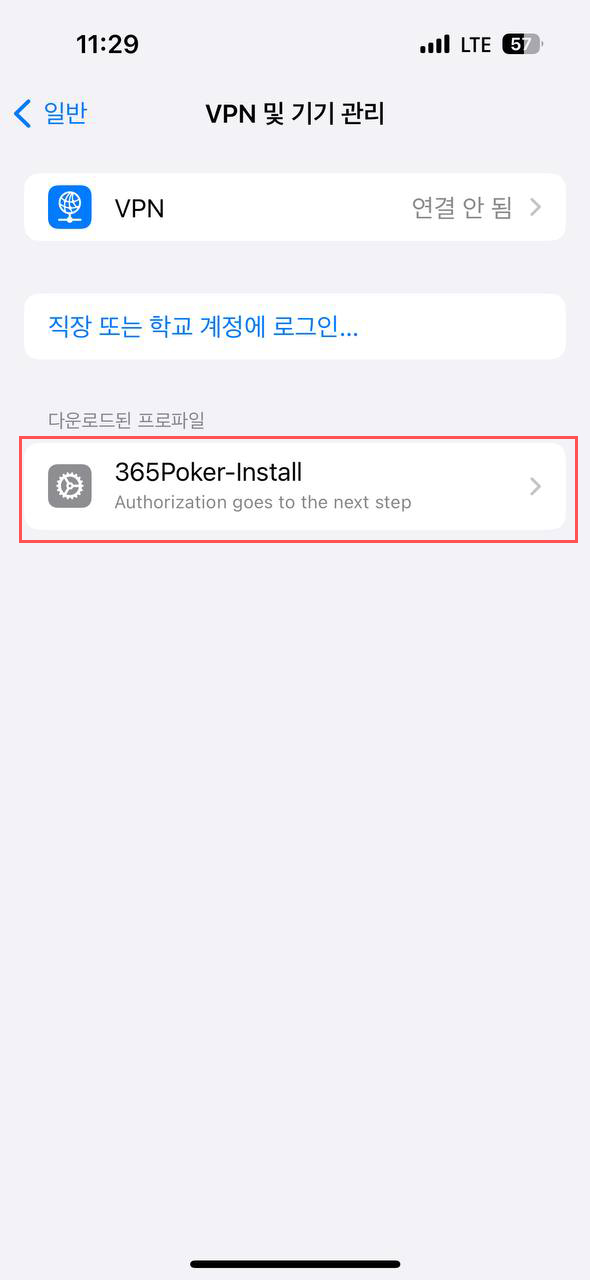 11:29
LTE 57
일반
VPN 및 기기 관리
VPN
연결 안 됨
직장 또는 학교 계정에 로그인...
다운로드된 프로파일
365Poker-Install
Authorization goes to the next step